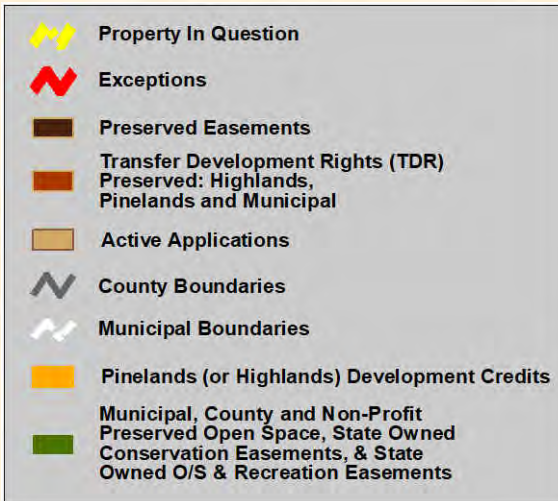 Property In Question
Exceptions
Preserved Easements
Transfer Development Rights (TDR)
Preserved: Highlands,
Pinelands and Municipal
Active Applications
County Boundaries
Municipal Boundaries
Pinelands (or Highlands) Development Credits
Municipal, County and Non-Profit
Preserved Open Space, State Owned
Conservation Easements, & State
Owned O/S & Recreation Easements